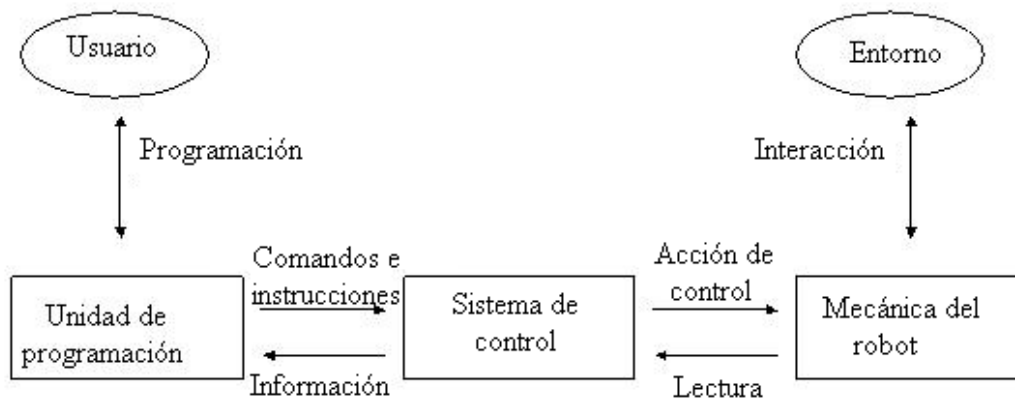 Usuario
Entorno
Programación
Interacción
Comandos e
instrucciones
Acción de
control
Unidad de
programación
Sistema de
control
Mecánica del
robot
Información
Lectura